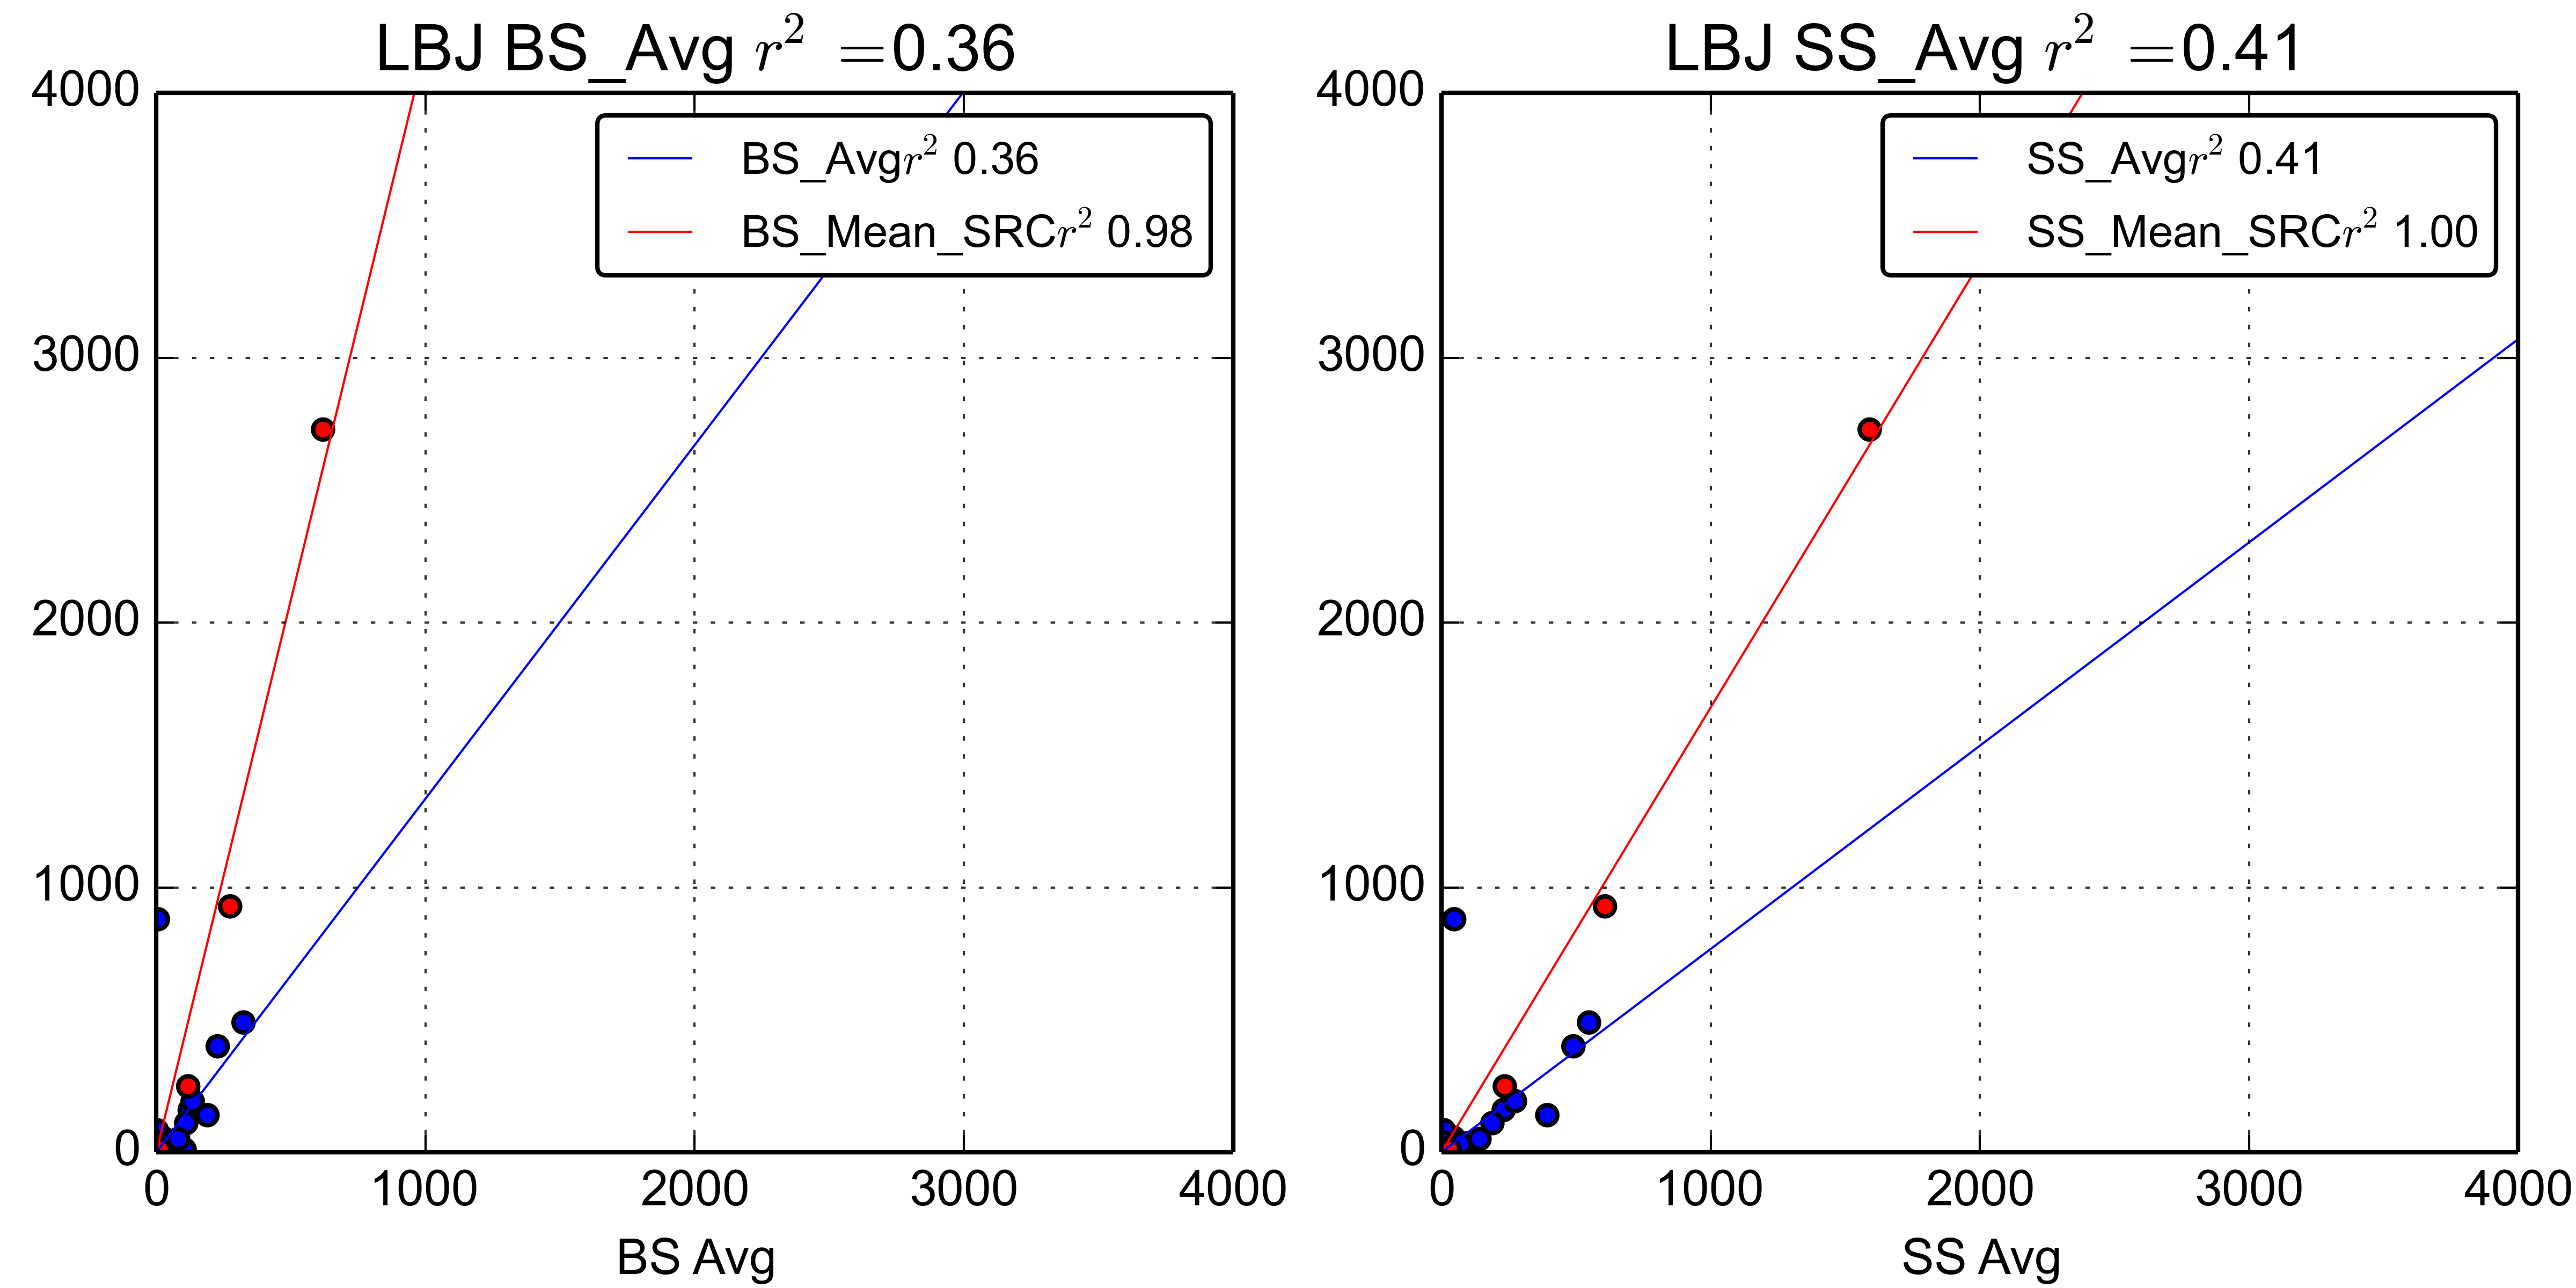 LBJ BS_Avg r² =0.36
4000
3000
2000
1000
0
BS_Avgr² 0.36
BS_Mean_SRCr² 0.98
0 1000 2000 3000 4000
BS Avg
LBJ SS_Avg r² =0.41
4000
3000
2000
1000
0
SS_Avgr² 0.41
SS_Mean_SRCr² 1.00
0 1000 2000 3000 4000
SS Avg